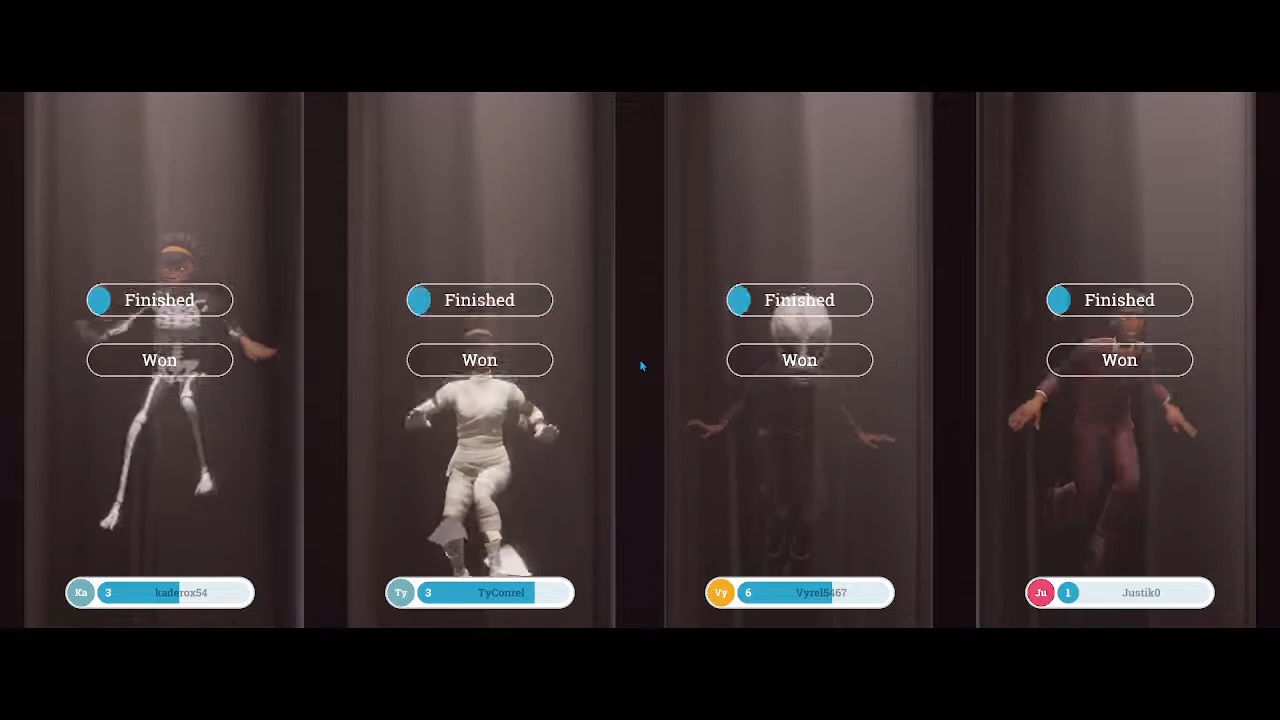 Finished
Won
Ka 3 kaderox54
Finished
Won
Ty 3 TyConrel
Finished
Won
Vy 6 Vyrel5467
Finished
Won
Ju 1 Justik0